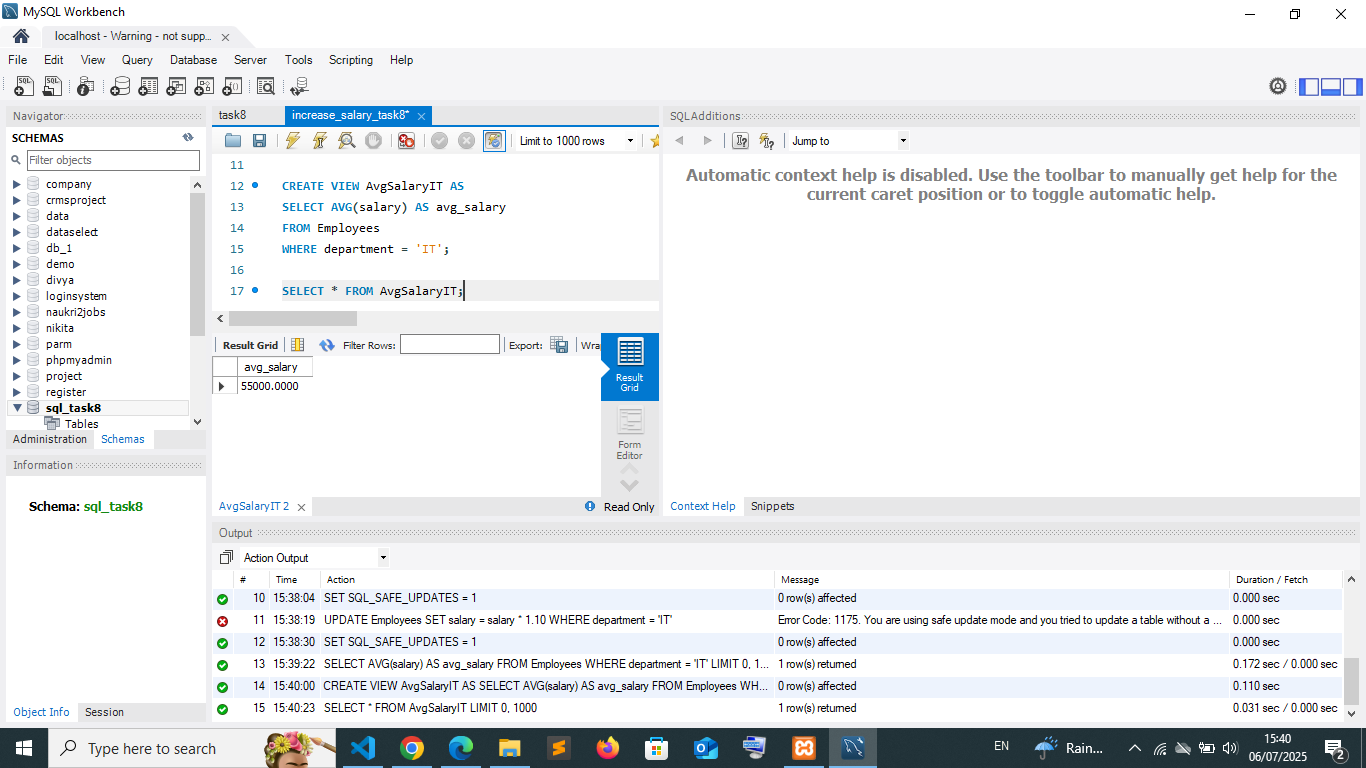 MySQL Workbench
localhost - Warning - not supp...
File Edit View Query Database Server Tools Scripting Help
Navigator
SCHEMAS
Filter objects
company
crmsproject
data
dataselect
db_1
demo
divya
loginsystem
naukri2jobs
nikita
parm
phpmyadmin
project
register
sql_task8
Tables
Administration Schemas
Information
Schema: sql_task8
Object Info Session
task8 increase_salary_task8*
Limit to 1000 rows
11
12 CREATE VIEW AvgSalaryIT AS
13 SELECT AVG(salary) AS avg_salary
14 FROM Employees
15 WHERE department = 'IT';
16
17 SELECT * FROM AvgSalaryIT;
Result Grid Filter Rows: Export: Wrap
avg_salary
55000.0000
Result
Grid
Form
Editor
AvgSalaryIT 2 Read Only
SQLAdditions
Jump to
Automatic context help is disabled. Use the toolbar to manually get help for the
current caret position or to toggle automatic help.
Context Help Snippets
Output
Action Output
# Time Action Message Duration / Fetch
10 15:38:04 SET SQL_SAFE_UPDATES = 1 0 row(s) affected 0.000 sec
11 15:38:19 UPDATE Employees SET salary = salary * 1.10 WHERE department = 'IT' Error Code: 1175. You are using safe update mode and you tried to update a table without a ... 0.000 sec
12 15:38:30 SET SQL_SAFE_UPDATES = 1 0 row(s) affected 0.000 sec
13 15:39:22 SELECT AVG(salary) AS avg_salary FROM Employees WHERE department = 'IT' LIMIT 0, 1... 1 row(s) returned 0.172 sec / 0.000 sec
14 15:40:00 CREATE VIEW AvgSalaryIT AS SELECT AVG(salary) AS avg_salary FROM Employees WH... 0 row(s) affected 0.110 sec
15 15:40:23 SELECT * FROM AvgSalaryIT LIMIT 0, 1000 1 row(s) returned 0.031 sec / 0.000 sec
Type here to search
EN
Rain...
15:40
06/07/2025
2